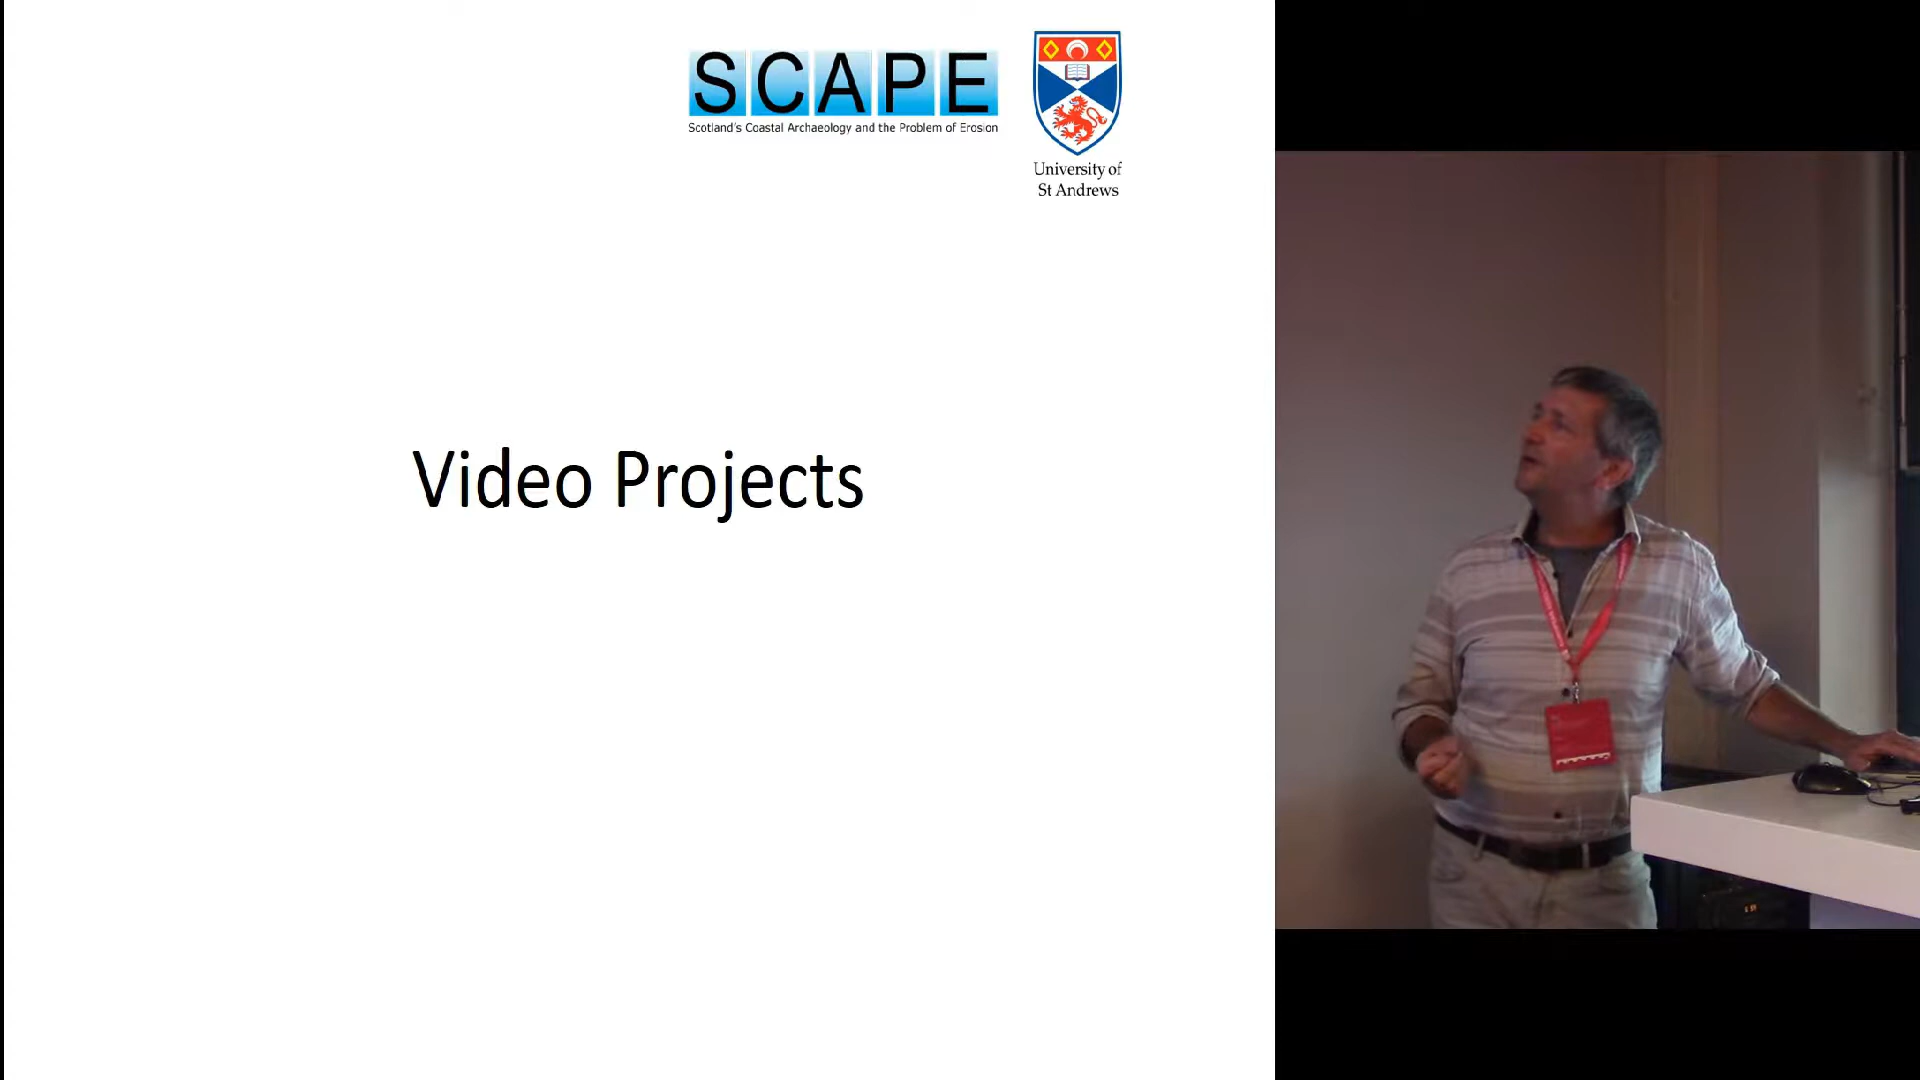 SCAPE
Scotland's Coastal Archaeology and the Problem of Erosion
University of
St Andrews
Video Projects